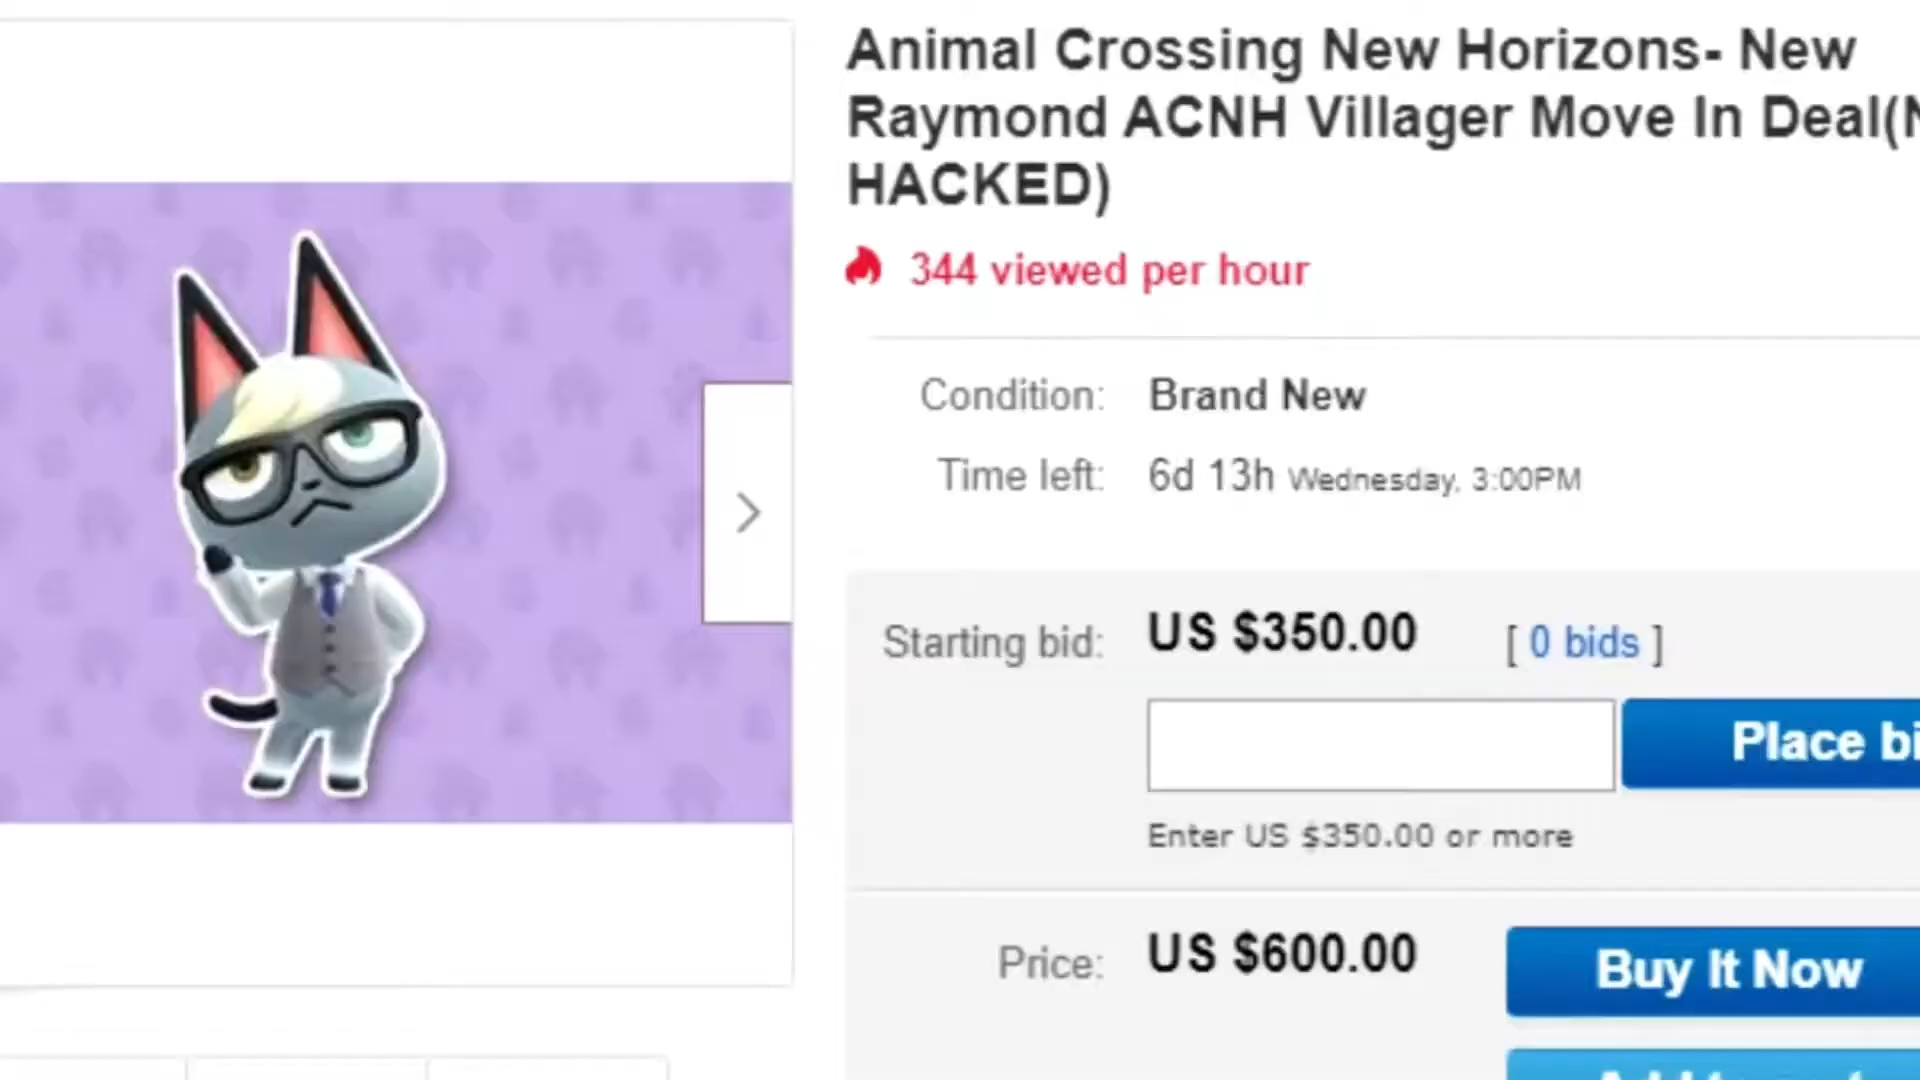 Animal Crossing New Horizons- New
Raymond ACNH Villager Move In Deal(
HACKED)
344 viewed per hour
Condition: Brand New
Time left: 6d 13h Wednesday, 3:00PM
Starting bid: US $350.00 [ 0 bids ]
Place
Enter US $350.00 or more
Price: US $600.00
Buy It Now